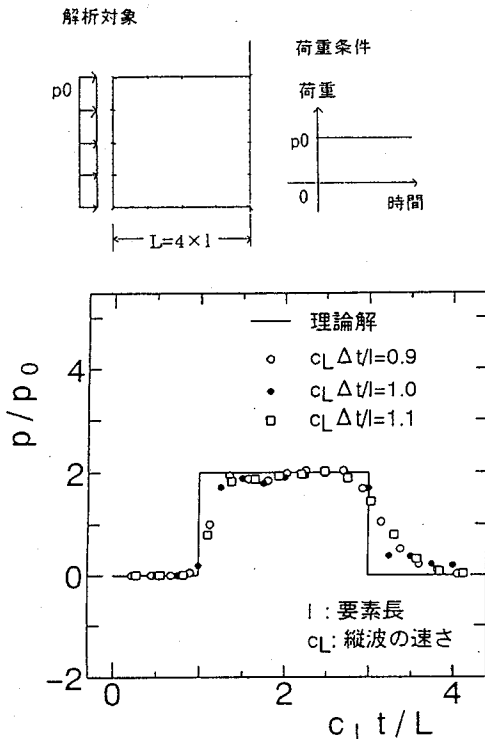 解析対象
荷重条件
p0
荷重
p0
0
時間
L=4×l
p/p0
4
2
0
-2
理論解
cLΔt/l=0.9
cLΔt/l=1.0
cLΔt/l=1.1
l:要素長
cL:縦波の速さ
0
2
4
cL t/L